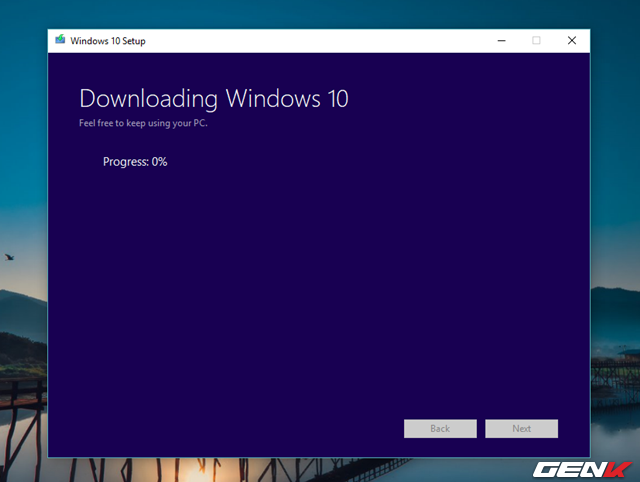 Windows 10 Setup
Downloading Windows 10
Feel free to keep using your PC.
Progress: 0%
Back
Next
GENK